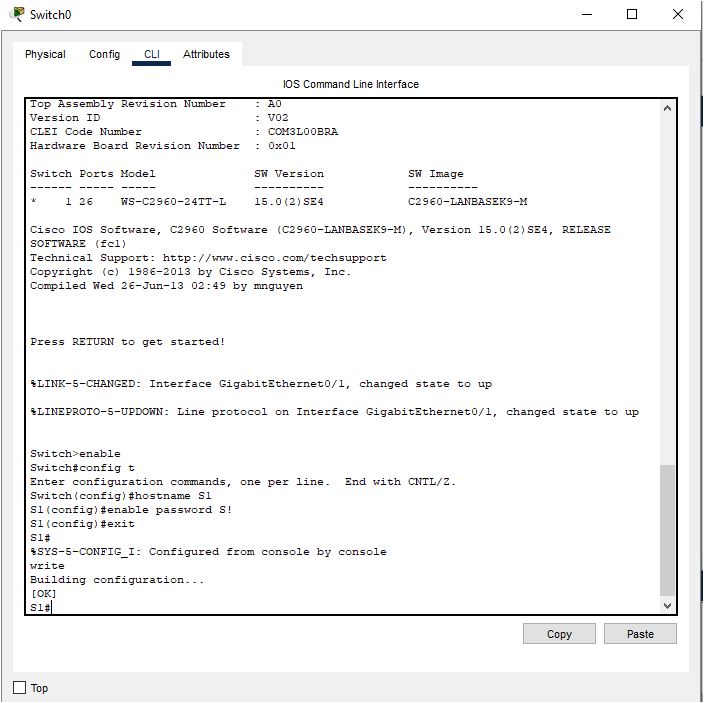 Switch0
Physical Config CLI Attributes
IOS Command Line Interface
Top Assembly Revision Number : A0
Version ID : V02
CLEI Code Number : COM3L00BRA
Hardware Board Revision Number : 0x01
Switch Ports Model SW Version SW Image
------ ----- ----- ---------- ----------
* 1 26 WS-C2960-24TT-L 15.0(2)SE4 C2960-LANBASEK9-M
Cisco IOS Software, C2960 Software (C2960-LANBASEK9-M), Version 15.0(2)SE4, RELEASE
SOFTWARE (fc1)
Technical Support: http://www.cisco.com/techsupport
Copyright (c) 1986-2013 by Cisco Systems, Inc.
Compiled Wed 26-Jun-13 02:49 by mnguyen
Press RETURN to get started!
%LINK-5-CHANGED: Interface GigabitEthernet0/1, changed state to up
%LINEPROTO-5-UPDOWN: Line protocol on Interface GigabitEthernet0/1, changed state to up
Switch>enable
Switch#config t
Enter configuration commands, one per line. End with CNTL/Z.
Switch(config)#hostname S1
S1(config)#enable password S!
S1(config)#exit
S1#
%SYS-5-CONFIG_I: Configured from console by console
write
Building configuration...
[OK]
S1#
Copy Paste
Top